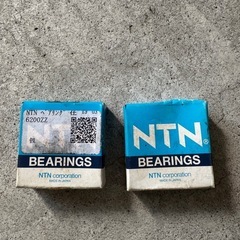 NTN ベアリング
6200ZZ
BEARINGS
NTN corporation
MADE IN JAPAN
NTN
BEARINGS
NTN corporation
MADE IN JAPAN